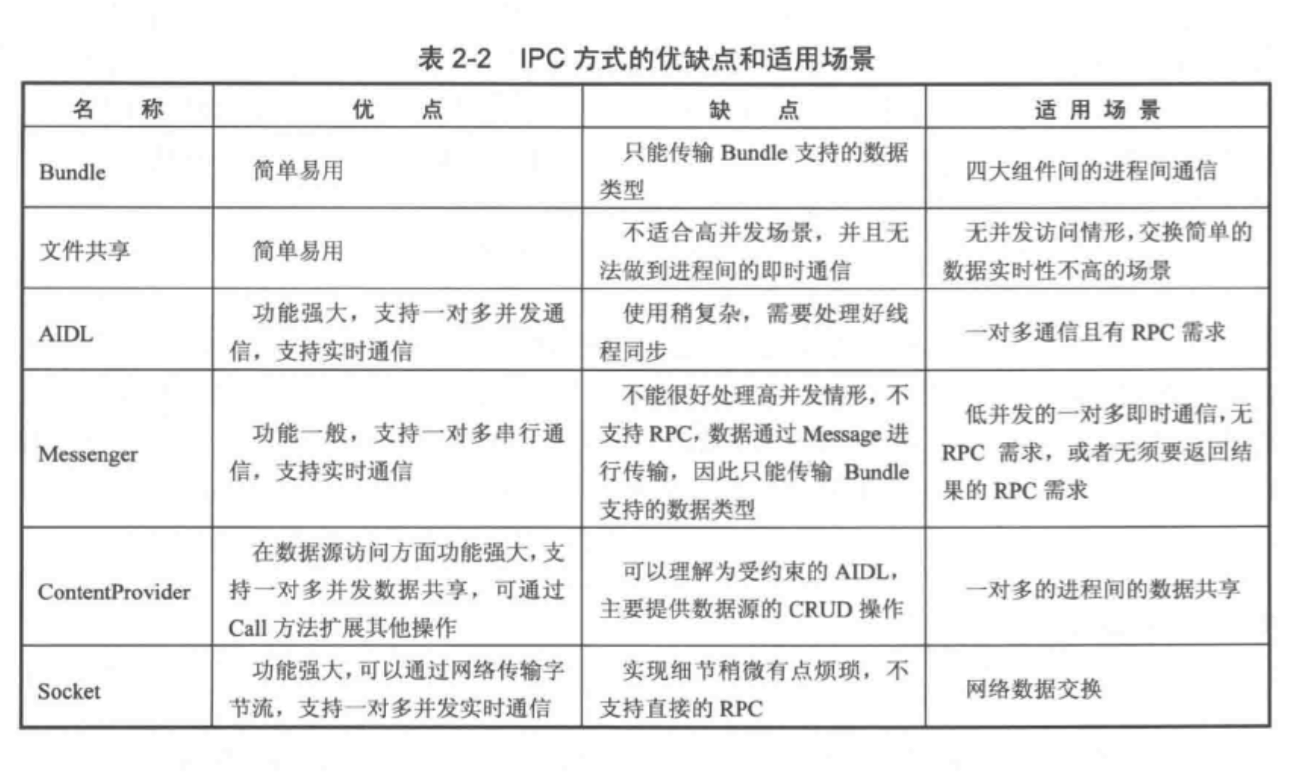 表 2-2 IPC 方式的优缺点和适用场景
名 称
优 点
缺 点
适 用 场 景
Bundle
简单易用
只能传输 Bundle 支持的数据
类型
四大组件间的进程间通信
文件共享
简单易用
不适合高并发场景，并且无
法做到进程间的即时通信
无并发访问情形，交换简单的
数据实时性不高的场景
AIDL
功能强大，支持一对多并发通
信，支持实时通信
使用稍复杂，需要处理好线
程同步
一对多通信且有 RPC 需求
Messenger
功能一般，支持一对多串行通
信，支持实时通信
不能很好处理高并发情形，不
支持 RPC，数据通过 Message 进
行传输，因此只能传输 Bundle
支持的数据类型
低并发的一对多即时通信，无
RPC 需求，或者无须要返回结
果的 RPC 需求
ContentProvider
在数据源访问方面功能强大，支
持一对多并发数据共享，可通过
Call 方法扩展其他操作
可以理解为受约束的 AIDL，
主要提供数据源的 CRUD 操作
一对多的进程间的数据共享
Socket
功能强大，可以通过网络传输字
节流，支持一对多并发实时通信
实现细节稍微有点烦琐，不
支持直接的 RPC
网络数据交换